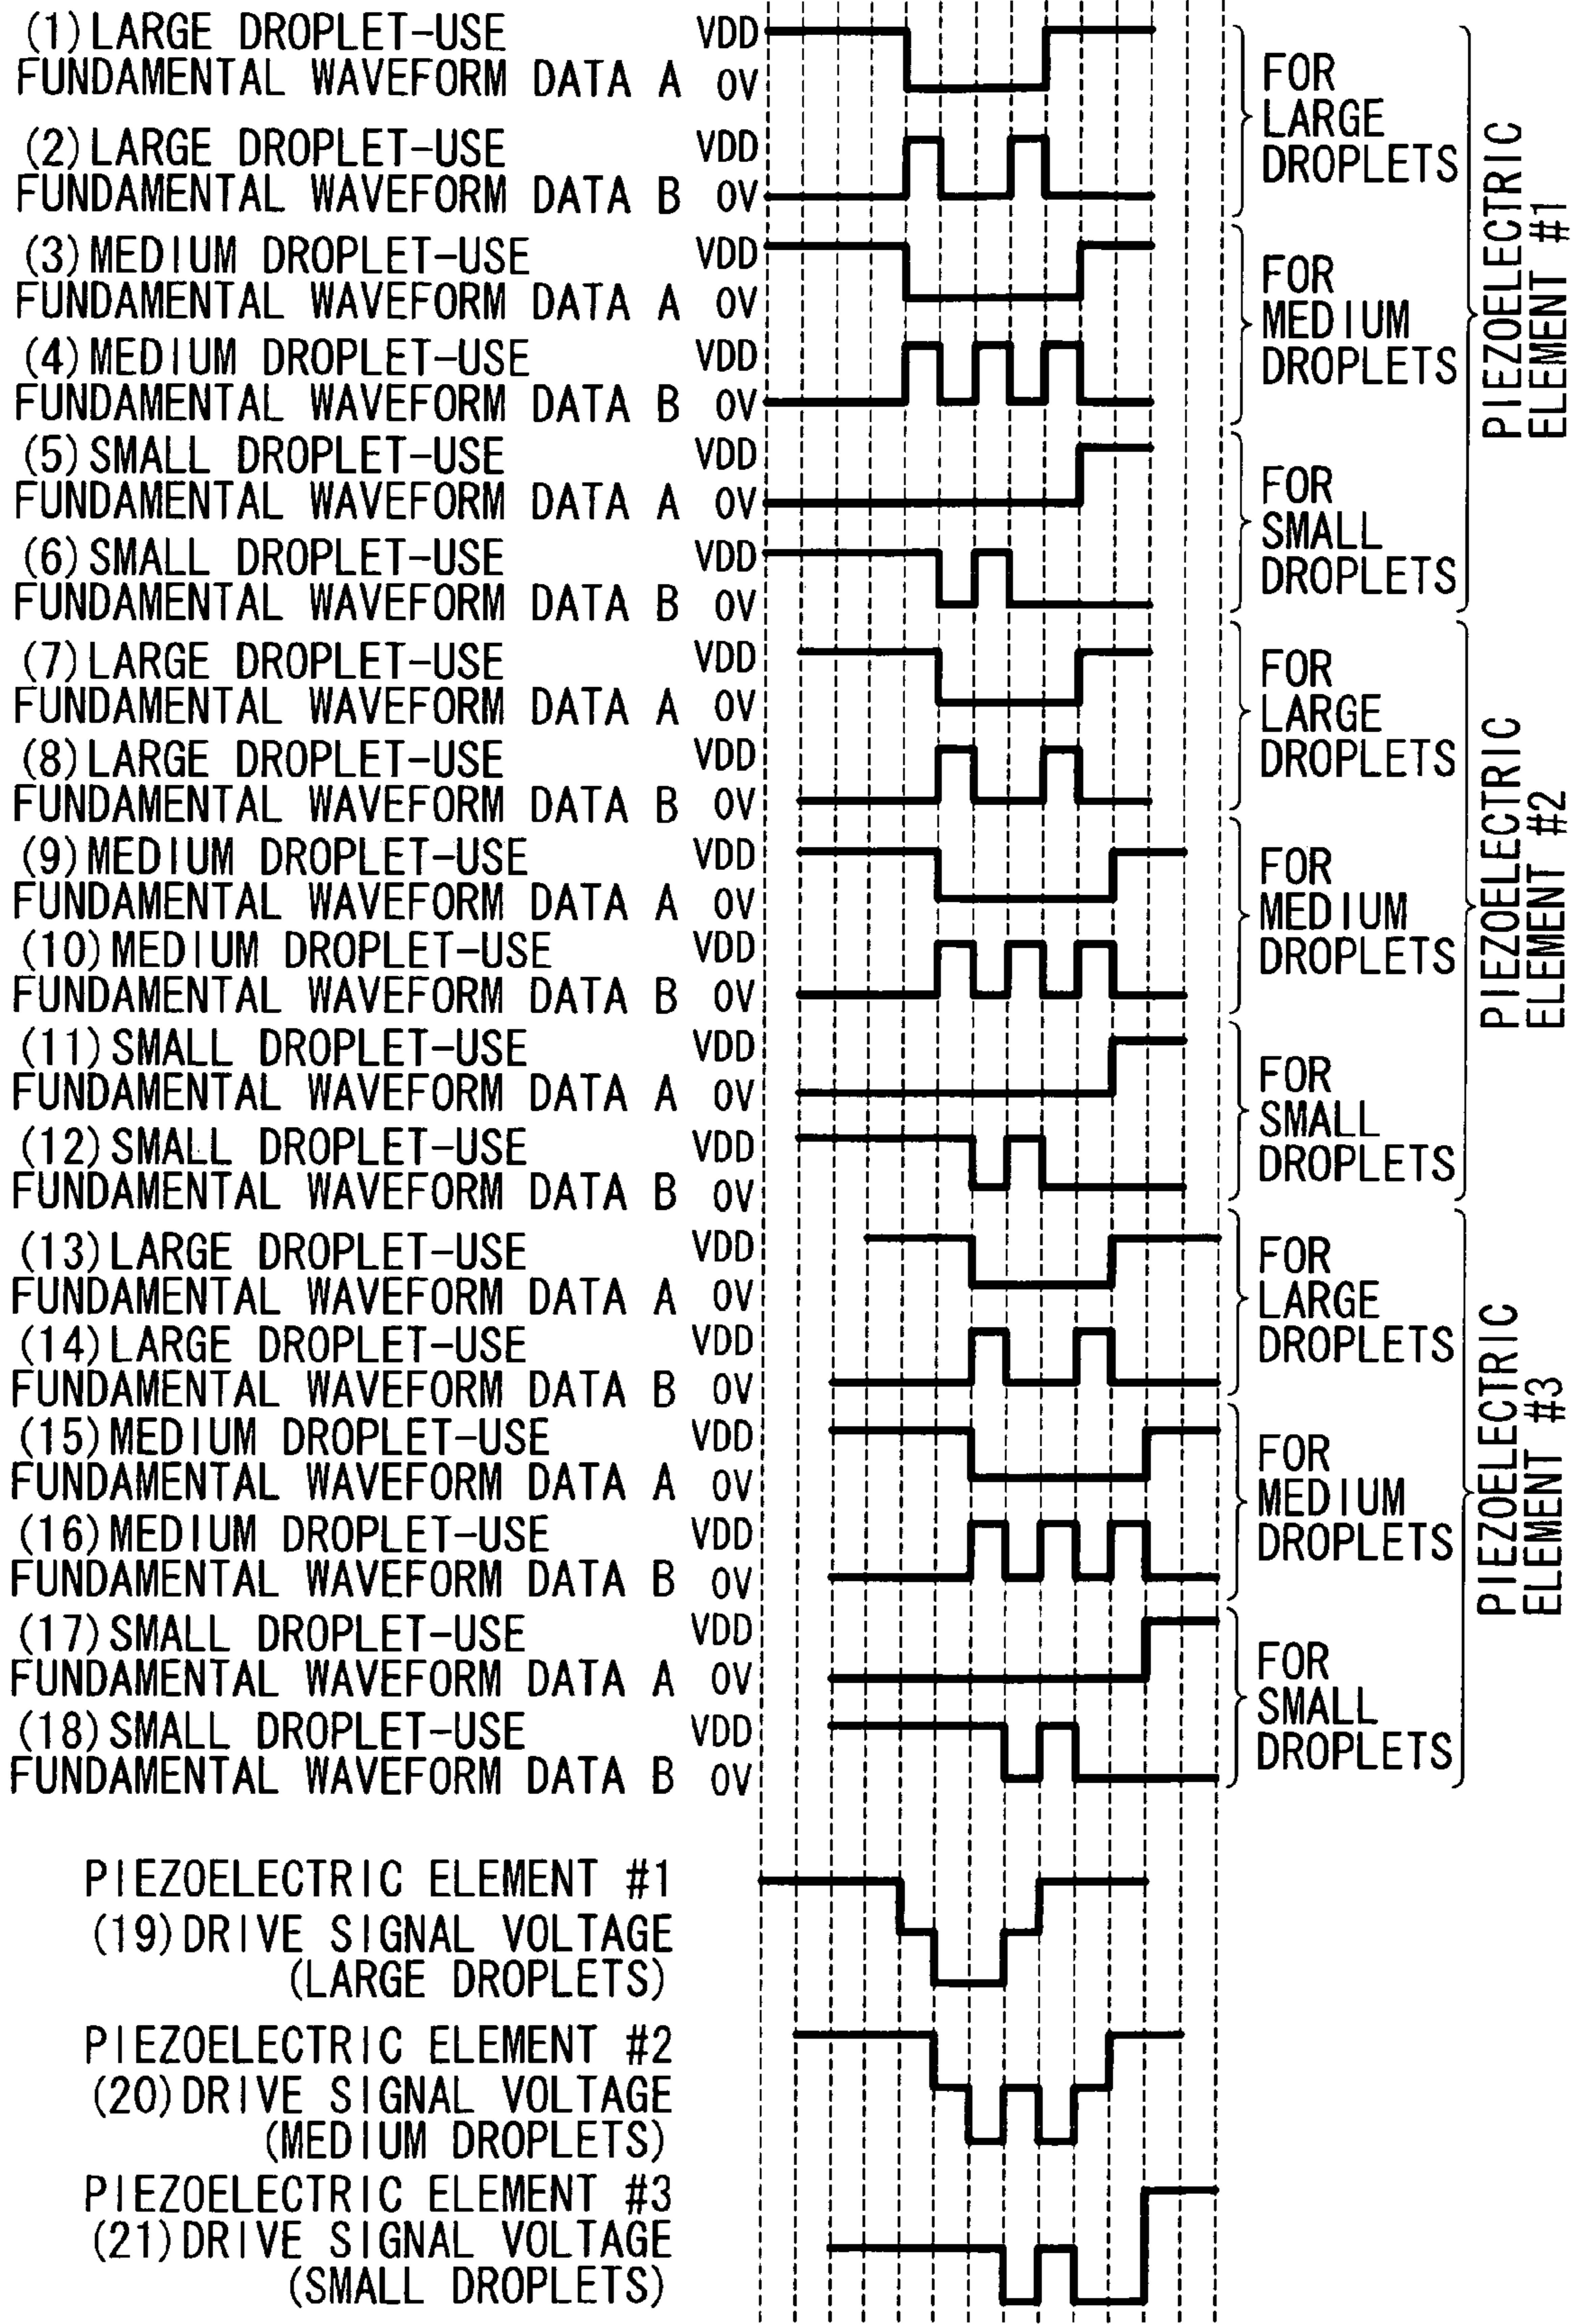 (1)LARGE DROPLET-USE VDD
FUNDAMENTAL WAVEFORM DATA A 0V
FOR
LARGE
DROPLETS
(2)LARGE DROPLET-USE VDD
FUNDAMENTAL WAVEFORM DATA B 0V
(3)MEDIUM DROPLET-USE VDD
FUNDAMENTAL WAVEFORM DATA A 0V
FOR
MEDIUM
DROPLETS
(4)MEDIUM DROPLET-USE VDD
FUNDAMENTAL WAVEFORM DATA B 0V
(5)SMALL DROPLET-USE VDD
FUNDAMENTAL WAVEFORM DATA A 0V
FOR
SMALL
DROPLETS
(6)SMALL DROPLET-USE VDD
FUNDAMENTAL WAVEFORM DATA B 0V
PIEZOELECTRIC
ELEMENT #1
(7)LARGE DROPLET-USE VDD
FUNDAMENTAL WAVEFORM DATA A 0V
FOR
LARGE
DROPLETS
(8)LARGE DROPLET-USE VDD
FUNDAMENTAL WAVEFORM DATA B 0V
(9)MEDIUM DROPLET-USE VDD
FUNDAMENTAL WAVEFORM DATA A 0V
FOR
MEDIUM
DROPLETS
(10)MEDIUM DROPLET-USE VDD
FUNDAMENTAL WAVEFORM DATA B 0V
(11)SMALL DROPLET-USE VDD
FUNDAMENTAL WAVEFORM DATA A 0V
FOR
SMALL
DROPLETS
(12)SMALL DROPLET-USE VDD
FUNDAMENTAL WAVEFORM DATA B 0V
PIEZOELECTRIC
ELEMENT #2
(13)LARGE DROPLET-USE VDD
FUNDAMENTAL WAVEFORM DATA A 0V
FOR
LARGE
DROPLETS
(14)LARGE DROPLET-USE VDD
FUNDAMENTAL WAVEFORM DATA B 0V
(15)MEDIUM DROPLET-USE VDD
FUNDAMENTAL WAVEFORM DATA A 0V
FOR
MEDIUM
DROPLETS
(16)MEDIUM DROPLET-USE VDD
FUNDAMENTAL WAVEFORM DATA B 0V
(17)SMALL DROPLET-USE VDD
FUNDAMENTAL WAVEFORM DATA A 0V
FOR
SMALL
DROPLETS
(18)SMALL DROPLET-USE VDD
FUNDAMENTAL WAVEFORM DATA B 0V
PIEZOELECTRIC
ELEMENT #3
PIEZOELECTRIC ELEMENT #1
(19)DRIVE SIGNAL VOLTAGE
(LARGE DROPLETS)
PIEZOELECTRIC ELEMENT #2
(20)DRIVE SIGNAL VOLTAGE
(MEDIUM DROPLETS)
PIEZOELECTRIC ELEMENT #3
(21)DRIVE SIGNAL VOLTAGE
(SMALL DROPLETS)